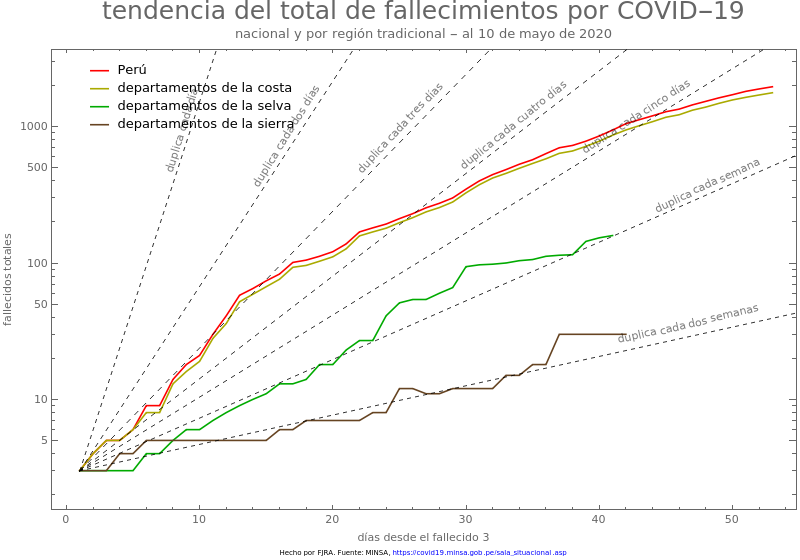 tendencia del total de fallecimientos por COVID−19
nacional y por región tradicional − al 10 de mayo de 2020
Perú
departamentos de la costa
departamentos de la selva
departamentos de la sierra
duplica cada día
duplica cada dos días
duplica cada tres días
duplica cada cuatro días
duplica cada cinco días
duplica cada semana
duplica cada dos semanas
fallecidos totales
1000
500
100
50
10
5
0 10 20 30 40 50
días desde el fallecido 3
Hecho por FJRA. Fuente: MINSA, https://covid19.minsa.gob.pe/sala_situacional.asp